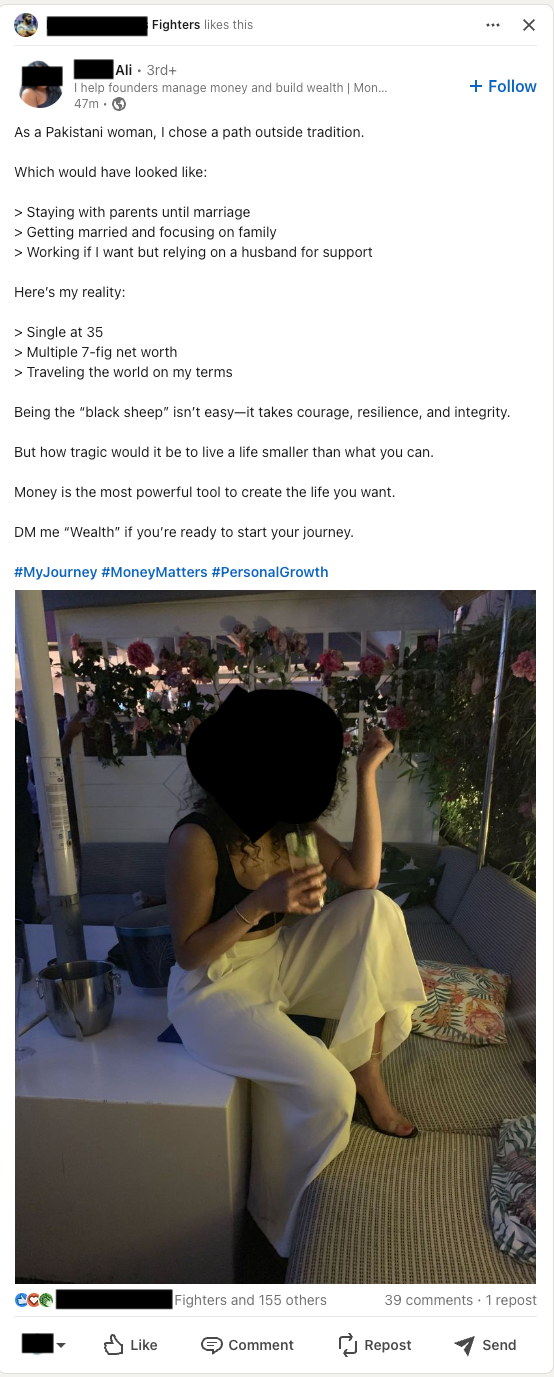 Fighters likes this
Ali • 3rd+
I help founders manage money and build wealth | Mon...
47m •
+ Follow
As a Pakistani woman, I chose a path outside tradition.
Which would have looked like:
> Staying with parents until marriage
> Getting married and focusing on family
> Working if I want but relying on a husband for support
Here's my reality:
> Single at 35
> Multiple 7-fig net worth
> Traveling the world on my terms
Being the “black sheep” isn't easy—it takes courage, resilience, and integrity.
But how tragic would it be to live a life smaller than what you can.
Money is the most powerful tool to create the life you want.
DM me “Wealth” if you're ready to start your journey.
#MyJourney #MoneyMatters #PersonalGrowth
Fighters and 155 others
39 comments · 1 repost
Like
Comment
Repost
Send